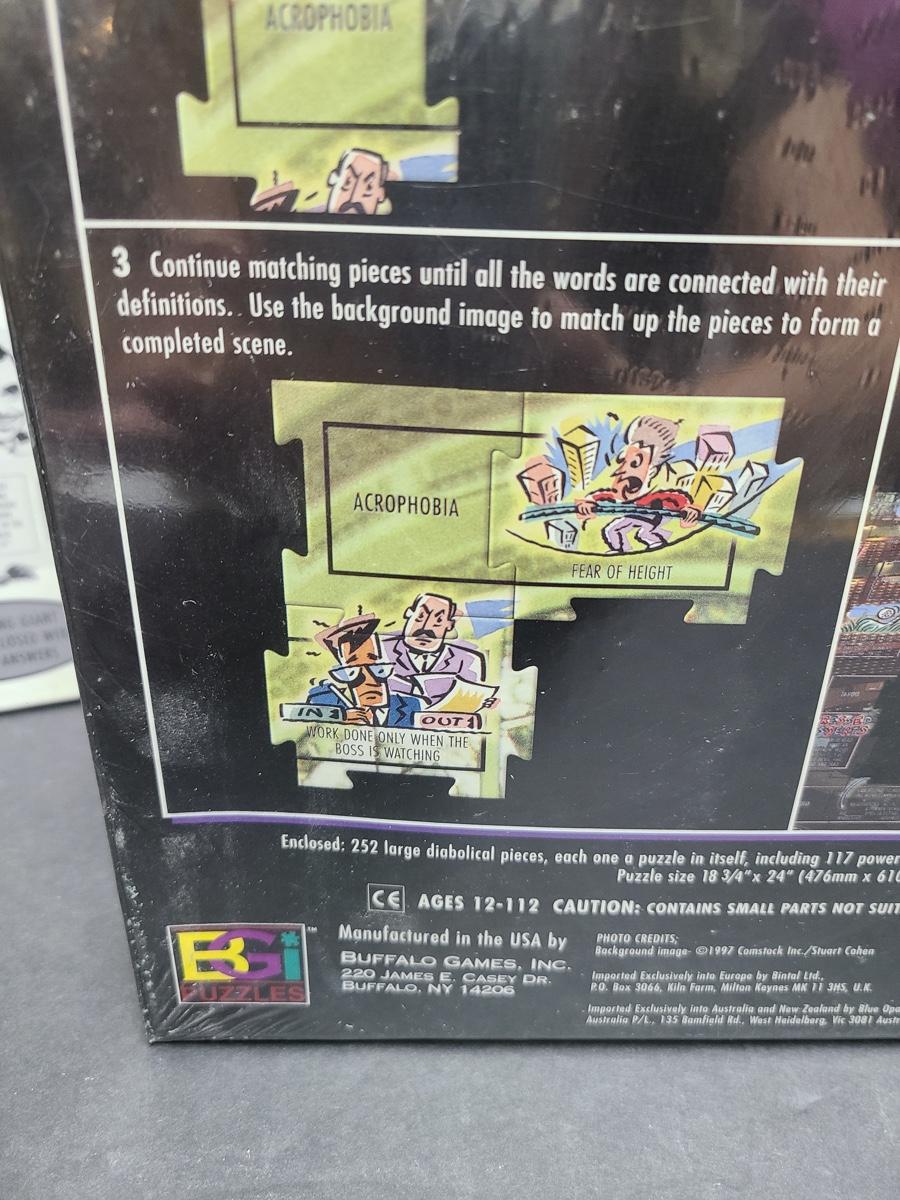 ACROPHOBIA
3 Continue matching pieces until all the words are connected with their
definitions.. Use the background image to match up the pieces to form a
completed scene.
ACROPHOBIA
FEAR OF HEIGHT
IN
OUT
WORK DONE ONLY WHEN THE
BOSS IS WATCHING
Enclosed: 252 large diabolical pieces, each one a puzzle in itself, including 117 power
Puzzle size 18 3/4" x 24" (476mm x 610
CE AGES 12-112 CAUTION: CONTAINS SMALL PARTS NOT SUIT
BGi ™
PUZZLES
Manufactured in the USA by
BUFFALO GAMES, INC.
220 JAMES E. CASEY DR.
BUFFALO, NY 14206
PHOTO CREDITS;
Background image- ©1997 Comstock Inc./Stuart Cohen
Imported Exclusively into Europe by Bintal Ltd.,
P.O. Box 3066, Kiln Farm, Milton Keynes MK 11 3HS, U.K.
Imported Exclusively into Australia and New Zealand by Blue Opa
Australia P/L., 135 Bamfield Rd., West Heidelberg, Vic 3081 Austr